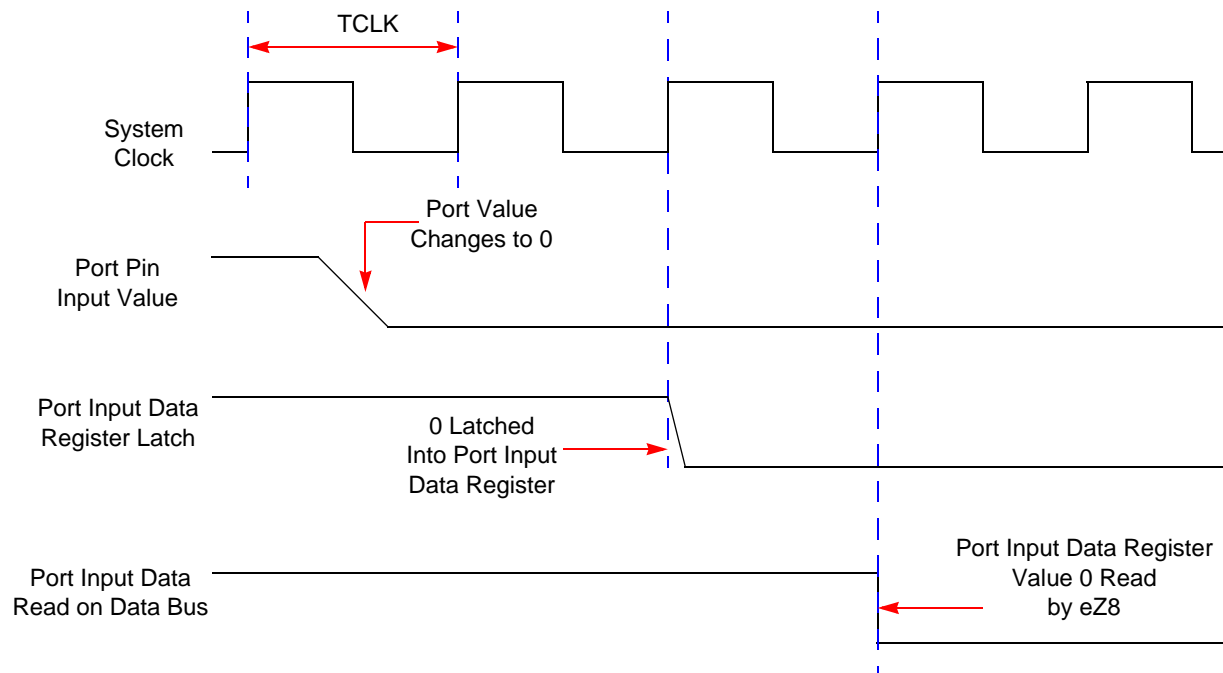 TCLK
System
Clock
Port Value
Changes to 0
Port Pin
Input Value
Port Input Data
Register Latch
0 Latched
Into Port Input
Data Register
Port Input Data
Read on Data Bus
Port Input Data Register
Value 0 Read
by eZ8